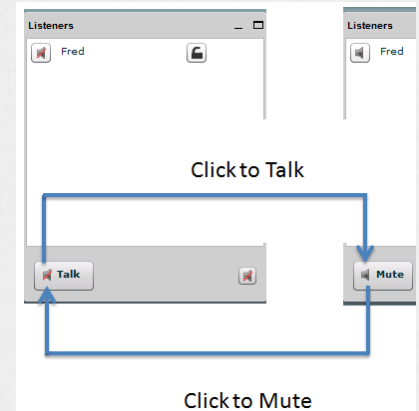 Listeners
Fred
Listeners
Fred
Click to Talk
Talk
Mute
Click to Mute